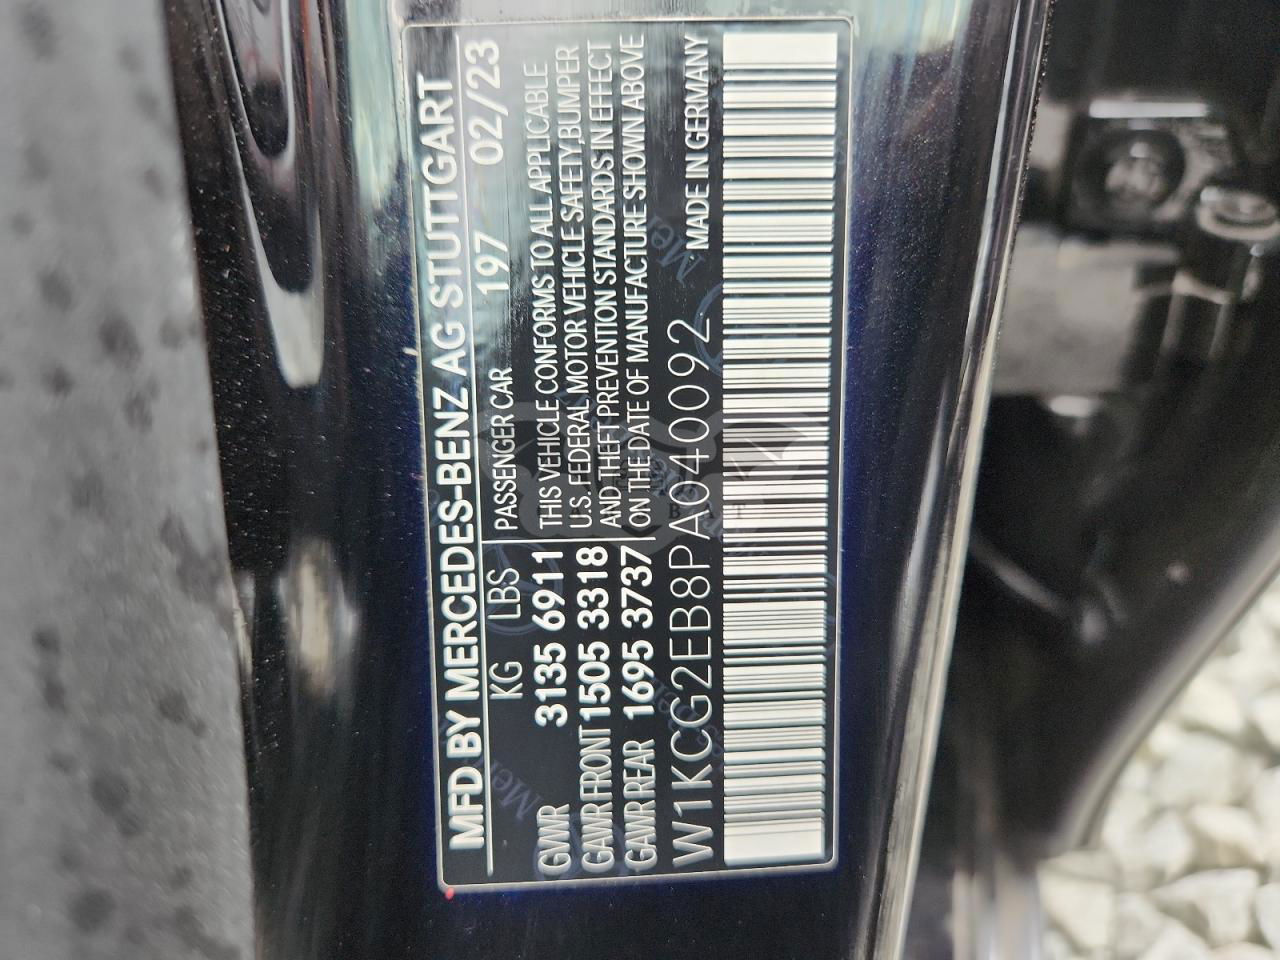 MFD BY MERCEDES-BENZ AG STUTTGART
KG LBS PASSENGER CAR 197 02/23
GVWR 3135 6911 THIS VEHICLE CONFORMS TO ALL APPLICABLE
GAWR FRONT 1505 3318 U.S. FEDERAL MOTOR VEHICLE SAFETY,BUMPER
GAWR REAR 1695 3737 AND THEFT PREVENTION STANDARDS IN EFFECT
ON THE DATE OF MANUFACTURE SHOWN ABOVE
W1KCG2EB8PA040092 MADE IN GERMANY